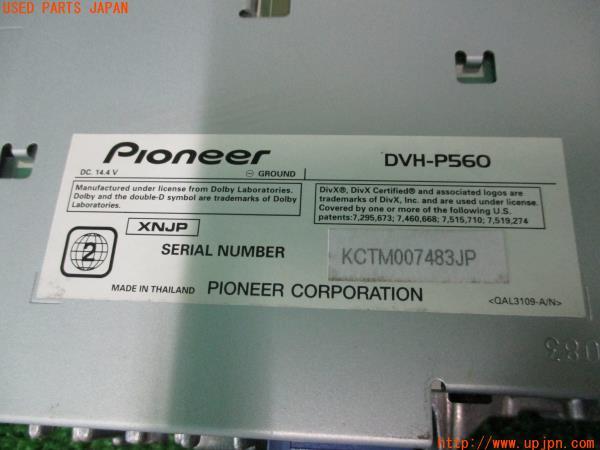 USED PARTS JAPAN
Pioneer
DVH-P560
DC. 14.4 V
⊖ GROUND
Manufactured under license from Dolby Laboratories.
Dolby and the double-D symbol are trademarks of Dolby
Laboratories.
DivX®, DivX Certified® and associated logos are
trademarks of DivX, Inc. and are used under license.
Covered by one or more of the following U.S.
patents:
7,295,673; 7,460,668; 7,515,710; 7,519,274
XNJP
2
SERIAL NUMBER
KCTM007483JP
MADE IN THAILAND PIONEER CORPORATION
<QAL3109-A/N>
http://www.upjpn.com/